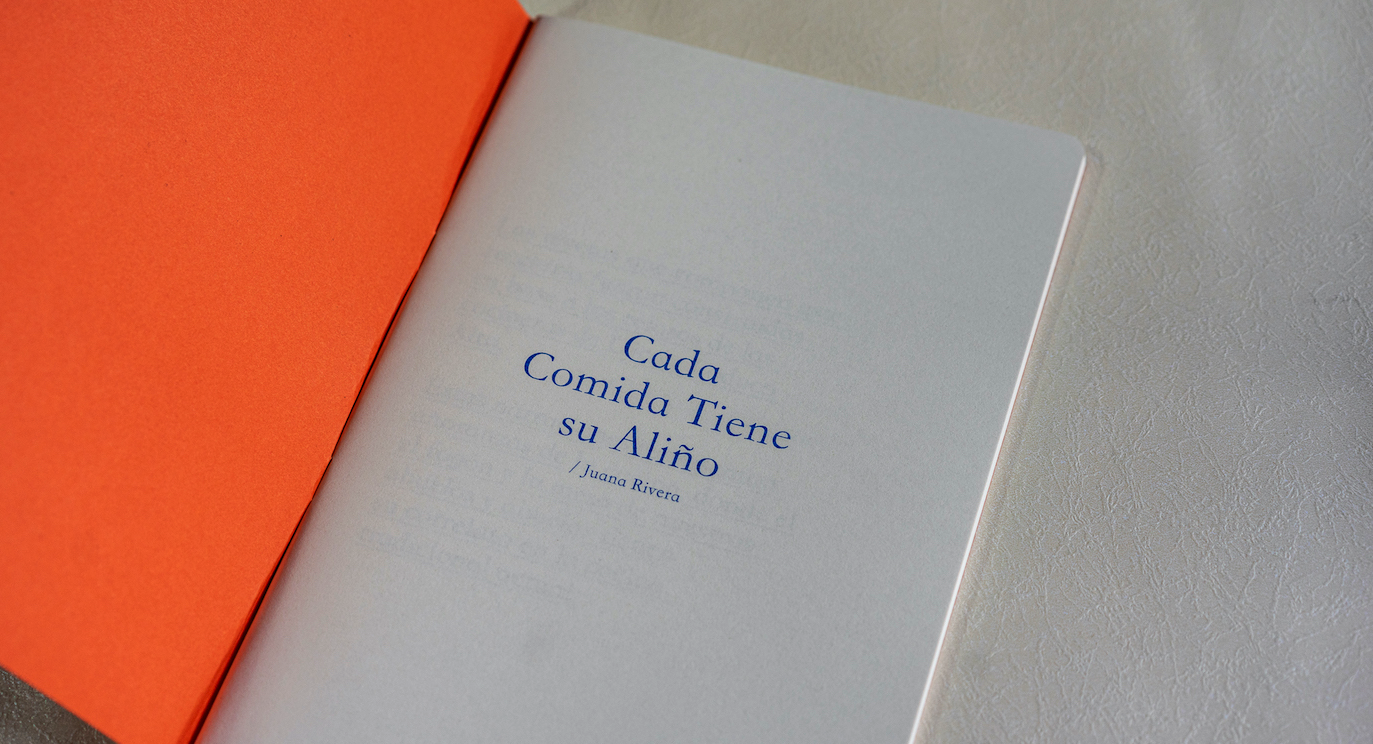 Cada
Comida Tiene
su Aliño
/ Juana Rivera